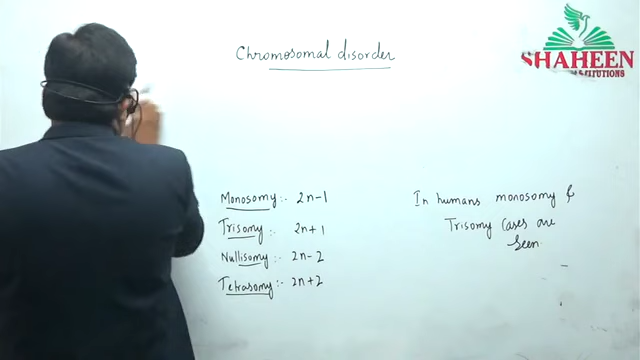 Chromosomal disorder
SHAHEEN
Monosomy :- 2n-1
Trisomy :- 2n+1
Nullisomy :- 2n-2
Tetrasomy :- 2n+2
In humans monosomy &
Trisomy cases are
seen